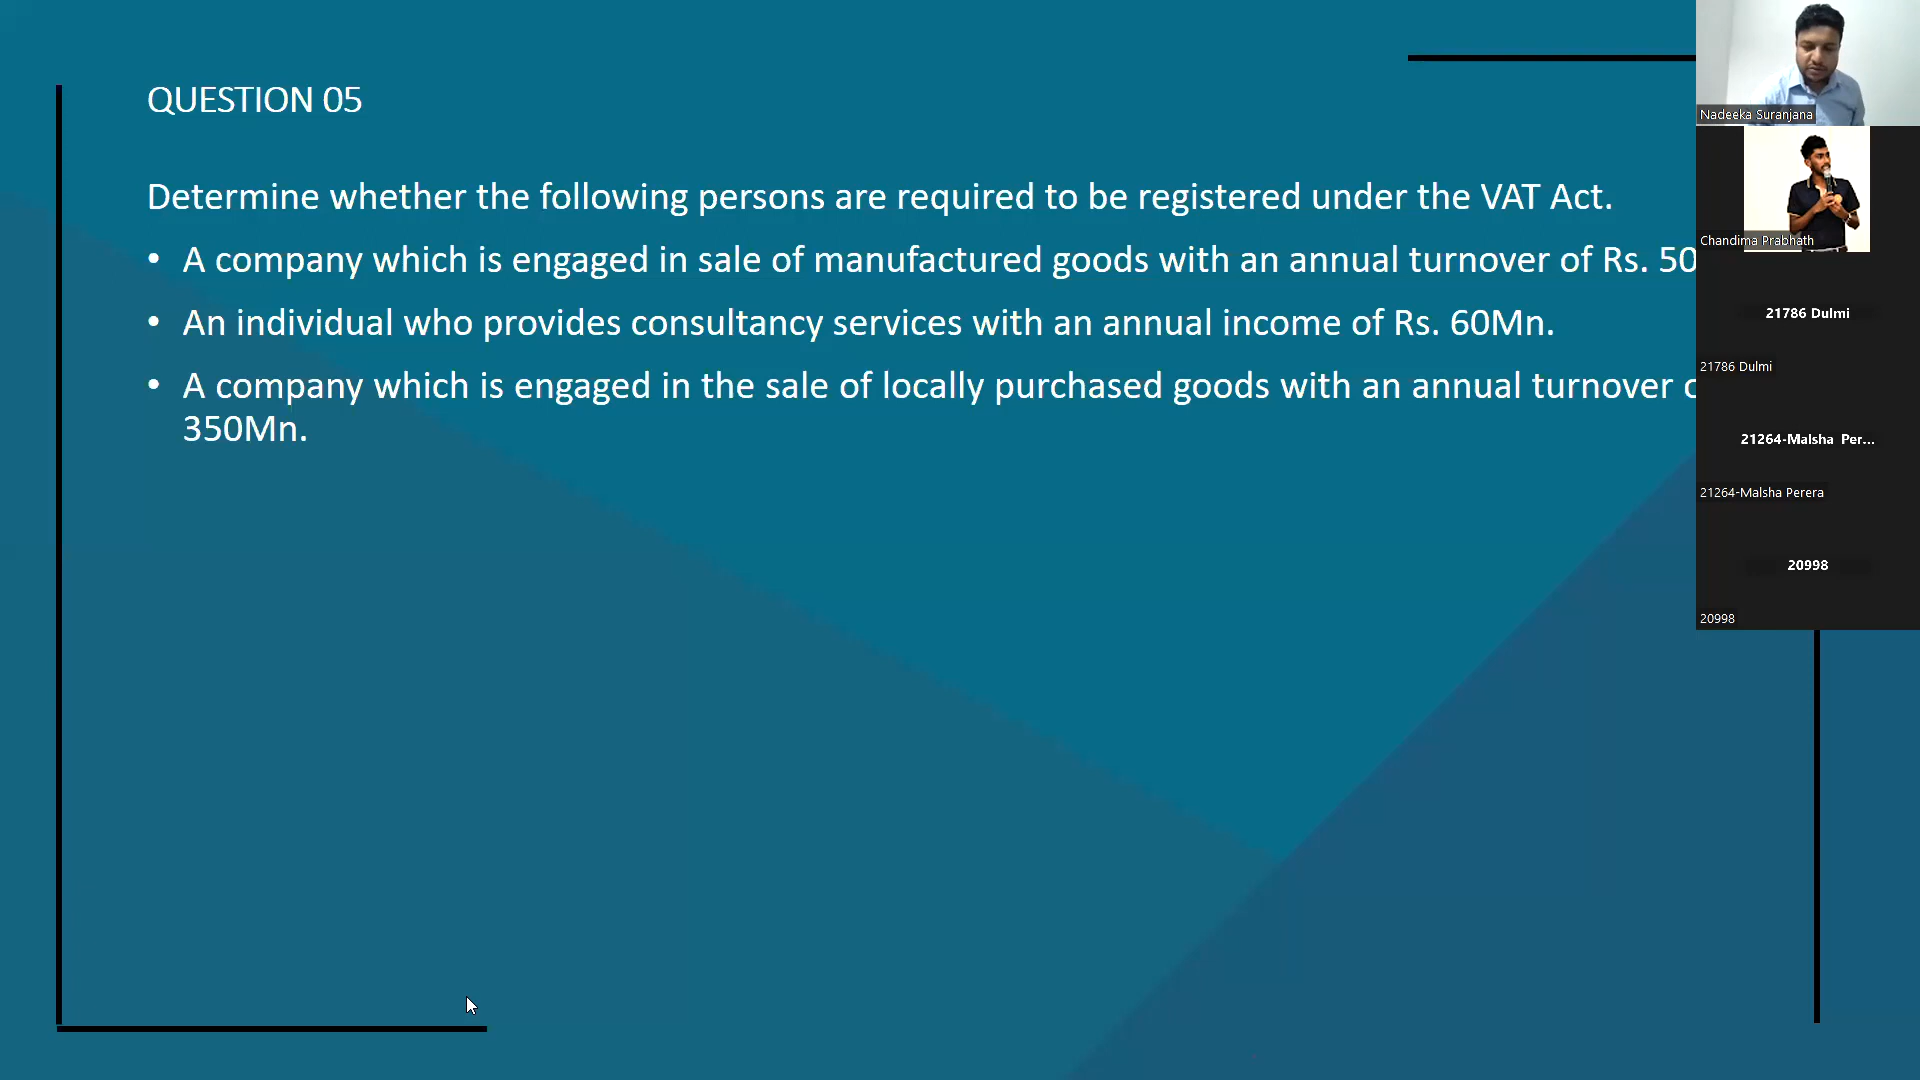 QUESTION 05
Determine whether the following persons are required to be registered under the VAT Act.
• A company which is engaged in sale of manufactured goods with an annual turnover of Rs. 50
• An individual who provides consultancy services with an annual income of Rs. 60Mn.
• A company which is engaged in the sale of locally purchased goods with an annual turnover
350Mn.
Nadeeka Suranjana
Chandima Prabhath
21786 Dulmi
21786 Dulmi
21264-Malsha Per...
21264-Malsha Perera
20998
20998